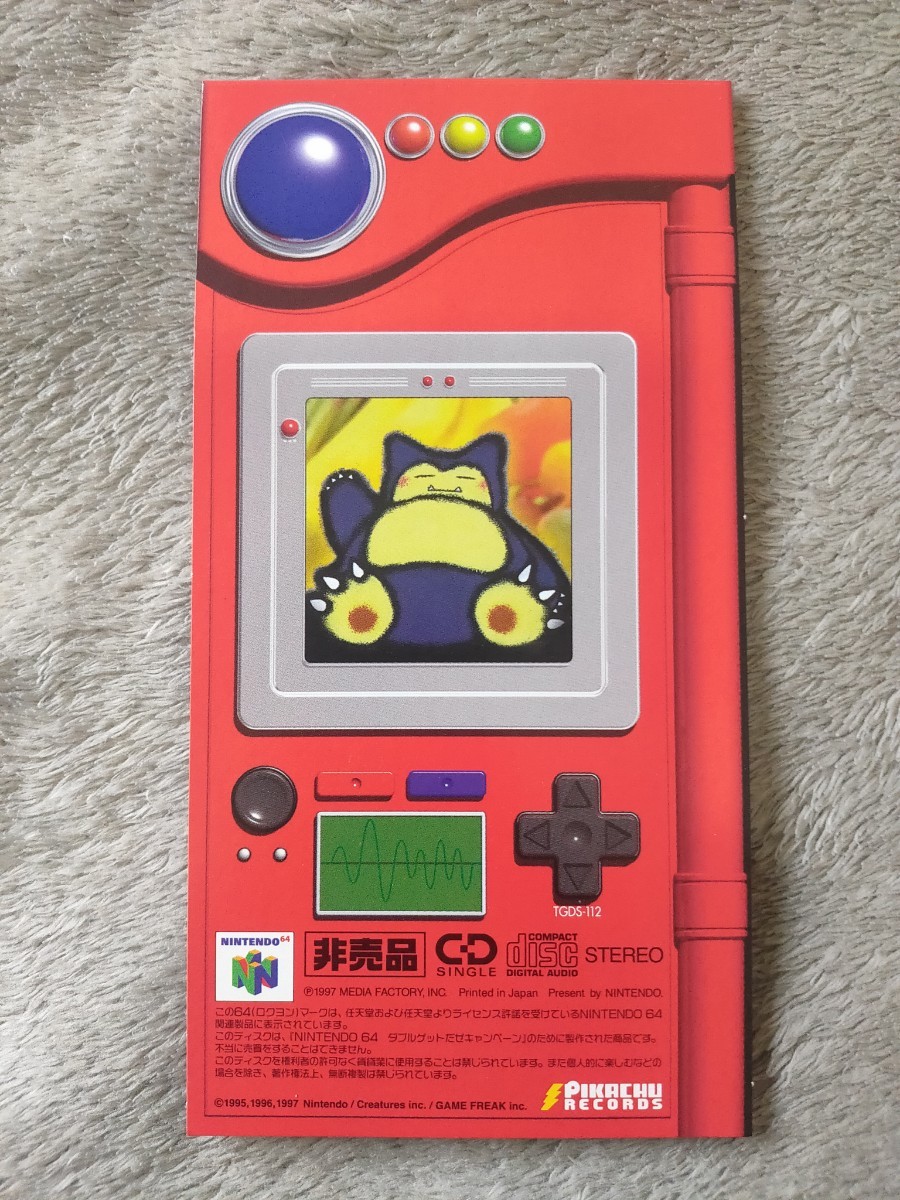 TGDS-112
NINTENDO 64
非売品
CD
SINGLE
COMPACT
disc
DIGITAL AUDIO
STEREO
℗1997 MEDIA FACTORY, INC. Printed in Japan Present by NINTENDO.
この64(ロクヨン)マークは、任天堂および任天堂よりライセンス許諾を受けているNINTENDO 64
関連製品に表示されています。
このディスクは、「NINTENDO 64 ダブルゲットだぜキャンペーン」のために製作された商品です。
不当に売買をすることはできません。
このディスクを権利者の許可なく賃貸業に使用することは禁じられています。また個人的に楽しむなどの
場合を除き、著作権法上、無断複製は禁じられています。
©1995,1996,1997 Nintendo / Creatures inc. / GAME FREAK inc.
PIKACHU
RECORDS